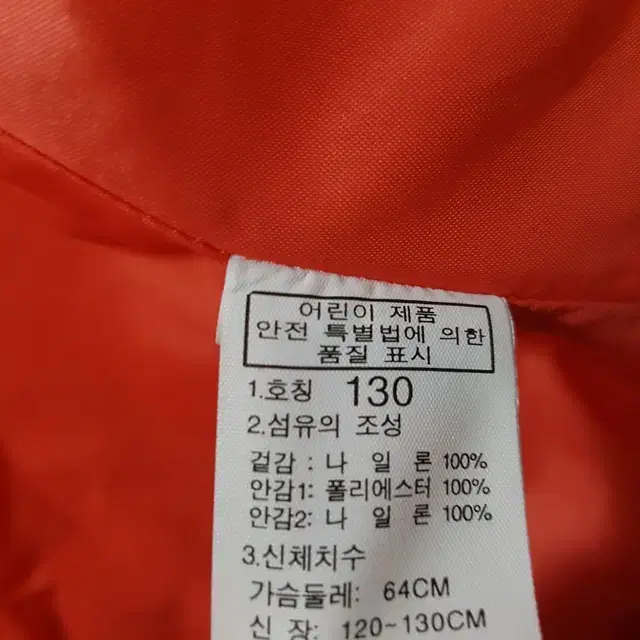 어린이 제품
안전 특별법에 의한
품질 표시
1.호칭 130
2.섬유의 조성
겉감 : 나 일 론 100%
안감1: 폴리에스터 100%
안감2: 나 일 론 100%
3.신체치수
가슴둘레: 64CM
신 장: 120~130CM